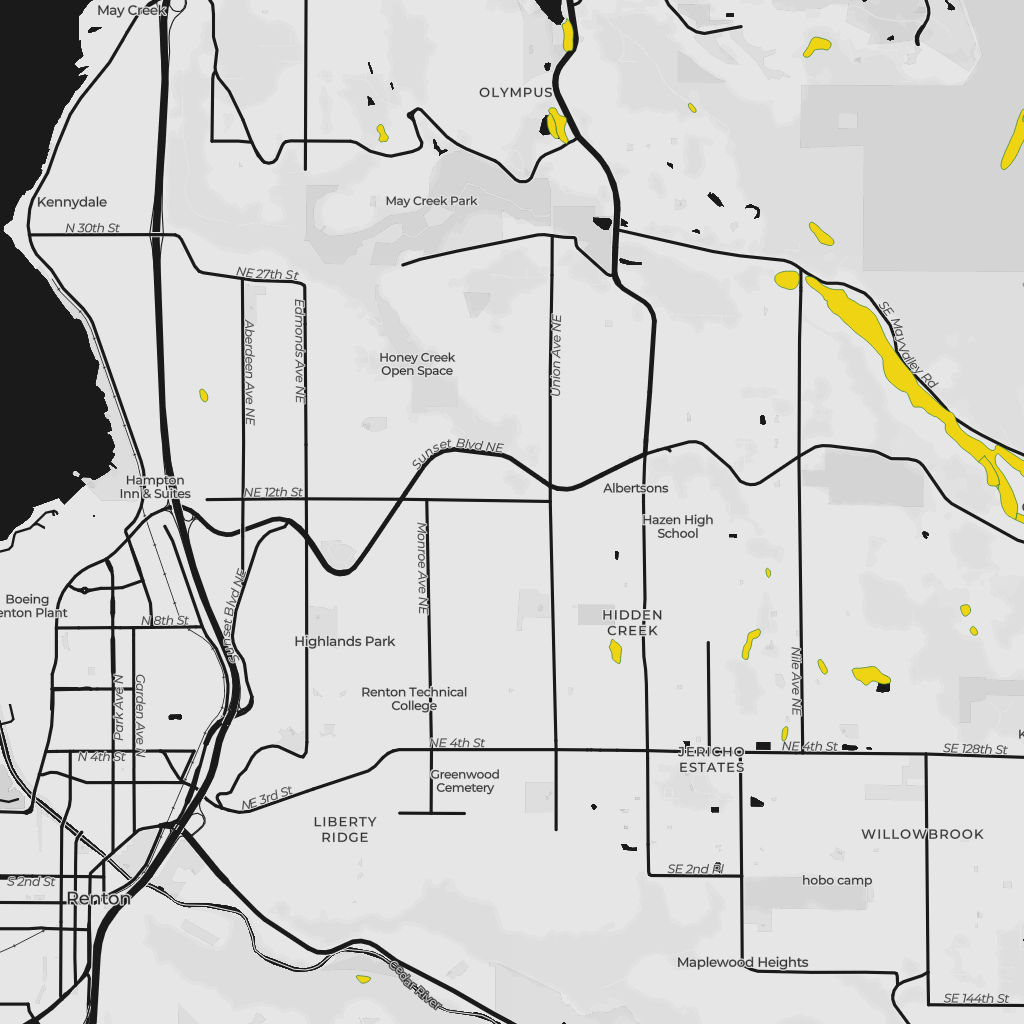 May Creek
OLYMPUS
Kennydale
May Creek Park
N 30th St
NE 27th St
Edmonds Ave NE
Aberdeen Ave NE
Union Ave NE
SE May Valley Rd
Honey Creek
Open Space
Sunset Blvd NE
Hampton
Inn & Suites
NE 12th St
Albertsons
Hazen High
School
Monroe Ave NE
Boeing
enton Plant
N 8th St
Sunset Blvd NE
HIDDEN
CREEK
Highlands Park
Nile Ave NE
Park Ave N
Garden Ave N
Renton Technical
College
N 4th St
NE 4th St
JERICHO
ESTATES
NE 4th St
SE 128th St
K
Greenwood
Cemetery
NE 3rd St
LIBERTY
RIDGE
WILLOWBROOK
SE 2nd Pl
hobo camp
S 2nd St
Renton
Maplewood Heights
Cedar River
SE 144th St